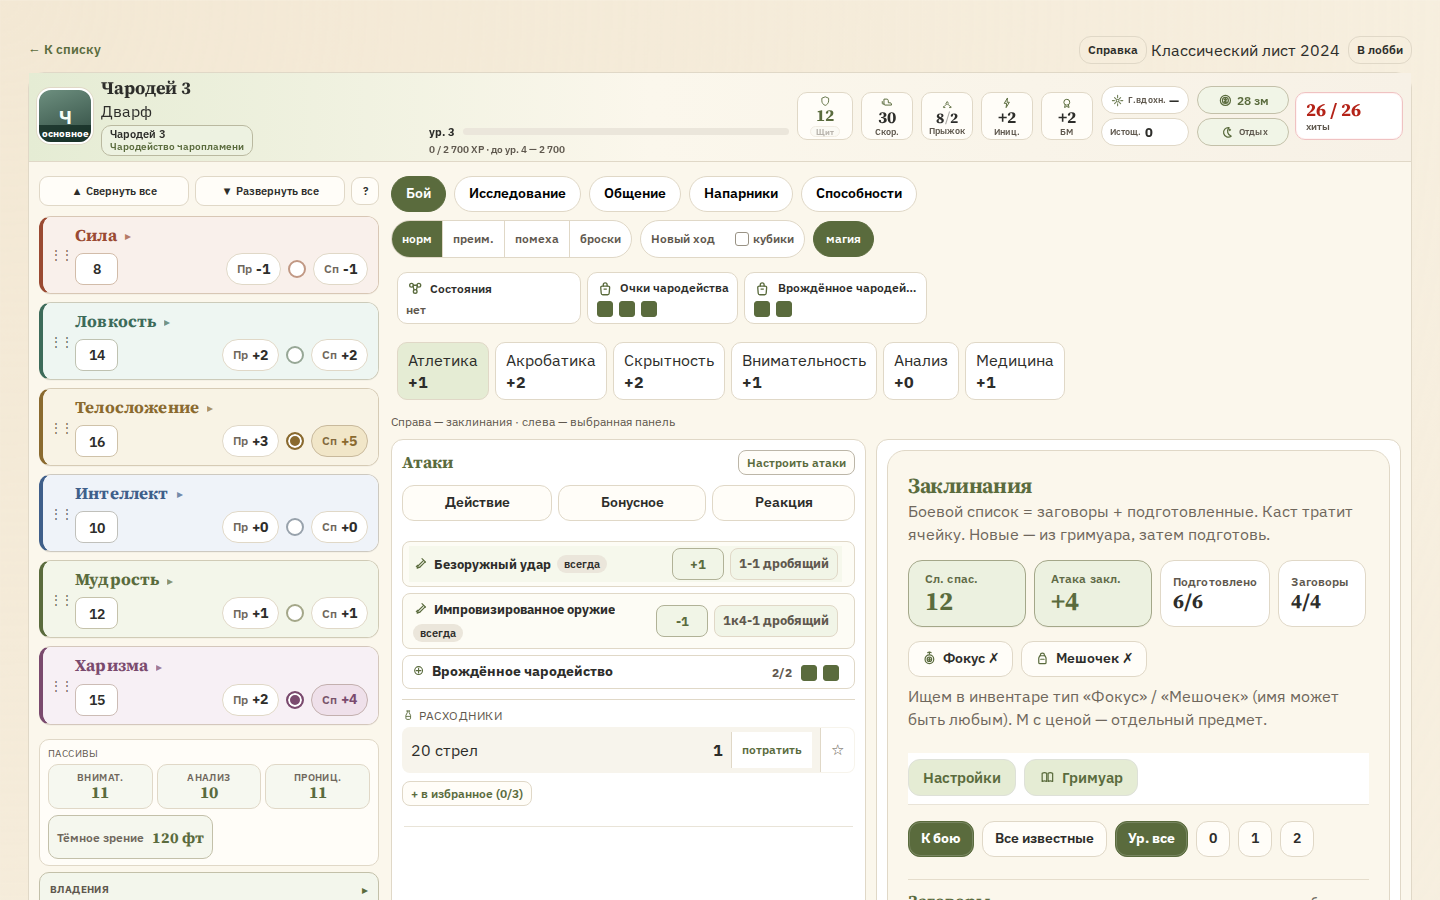 ← К списку
Справка
Классический лист 2024
В лобби
Ч
основное
Чародей 3
Дварф
Чародей 3
Чародейство чаропламени
ур. 3
0 / 2 700 XP · до ур. 4 — 2 700
12
Щит
30
Скор.
8/2
Прыжок
+2
Иниц.
+2
БМ
Г.вдохн. —
Истощ. 0
28 зм
Отдых
26 / 26
хиты
▲ Свернуть все
▼ Развернуть все
?
Сила ▸
8
Пр -1
Сп -1
Ловкость ▸
14
Пр +2
Сп +2
Телосложение ▸
16
Пр +3
Сп +5
Интеллект ▸
10
Пр +0
Сп +0
Мудрость ▸
12
Пр +1
Сп +1
Харизма ▸
15
Пр +2
Сп +4
ПАССИВЫ
ВНИМАТ.
11
АНАЛИЗ
10
ПРОНИЦ.
11
Тёмное зрение 120 фт
ВЛАДЕНИЯ ▸
Бой
Исследование
Общение
Напарники
Способности
норм
преим.
помеха
броски
Новый ход
кубики
магия
Состояния
нет
Очки чародейства
Врождённое чародей...
Атлетика
+1
Акробатика
+2
Скрытность
+2
Внимательность
+1
Анализ
+0
Медицина
+1
Справа — заклинания · слева — выбранная панель
Атаки
Настроить атаки
Действие
Бонусное
Реакция
Безоружный удар
всегда
+1
1-1 дробящий
Импровизированное оружие
всегда
-1
1к4-1 дробящий
Врождённое чародейство
2/2
РАСХОДНИКИ
20 стрел
1
потратить
☆
+ в избранное (0/3)
Заклинания
Боевой список = заговоры + подготовленные. Каст тратит
ячейку. Новые — из гримуара, затем подготовь.
Сл. спас.
12
Атака закл.
+4
Подготовлено
6/6
Заговоры
4/4
Фокус ✗
Мешочек ✗
Ищем в инвентаре тип «Фокус» / «Мешочек» (имя может
быть любым). М с ценой — отдельный предмет.
Настройки
Гримуар
К бою
Все известные
Ур. все
0
1
2